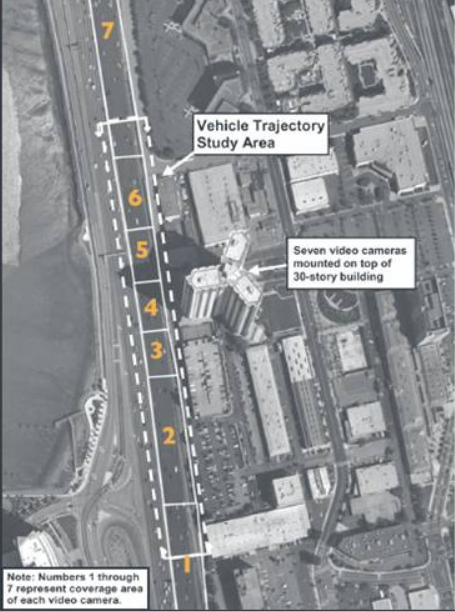 7
Vehicle Trajectory
Study Area
6
5
Seven video cameras
mounted on top of
30-story building
4
3
2
1
Note: Numbers 1 through
7 represent coverage area
of each video camera.